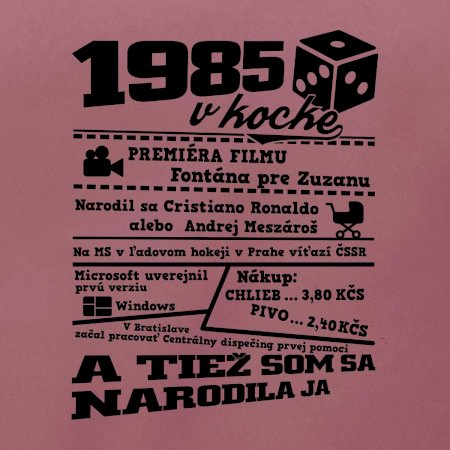 1985
v kocke
PREMIÉRA FILMU
Fontána pre Zuzanu
Narodil sa Cristiano Ronaldo
alebo Andrej Meszároš
Na MS v ľadovom hokeji v Prahe víťazí ČSSR
Microsoft uverejnil
prvú verziu
Windows
Nákup:
CHLIEB ... 3,80 KČS
PIVO ... 2,40 KČS
V Bratislave
začal pracovať Centrálny dispečing prvej pomoci
A TIEŽ SOM SA
NARODILA JA